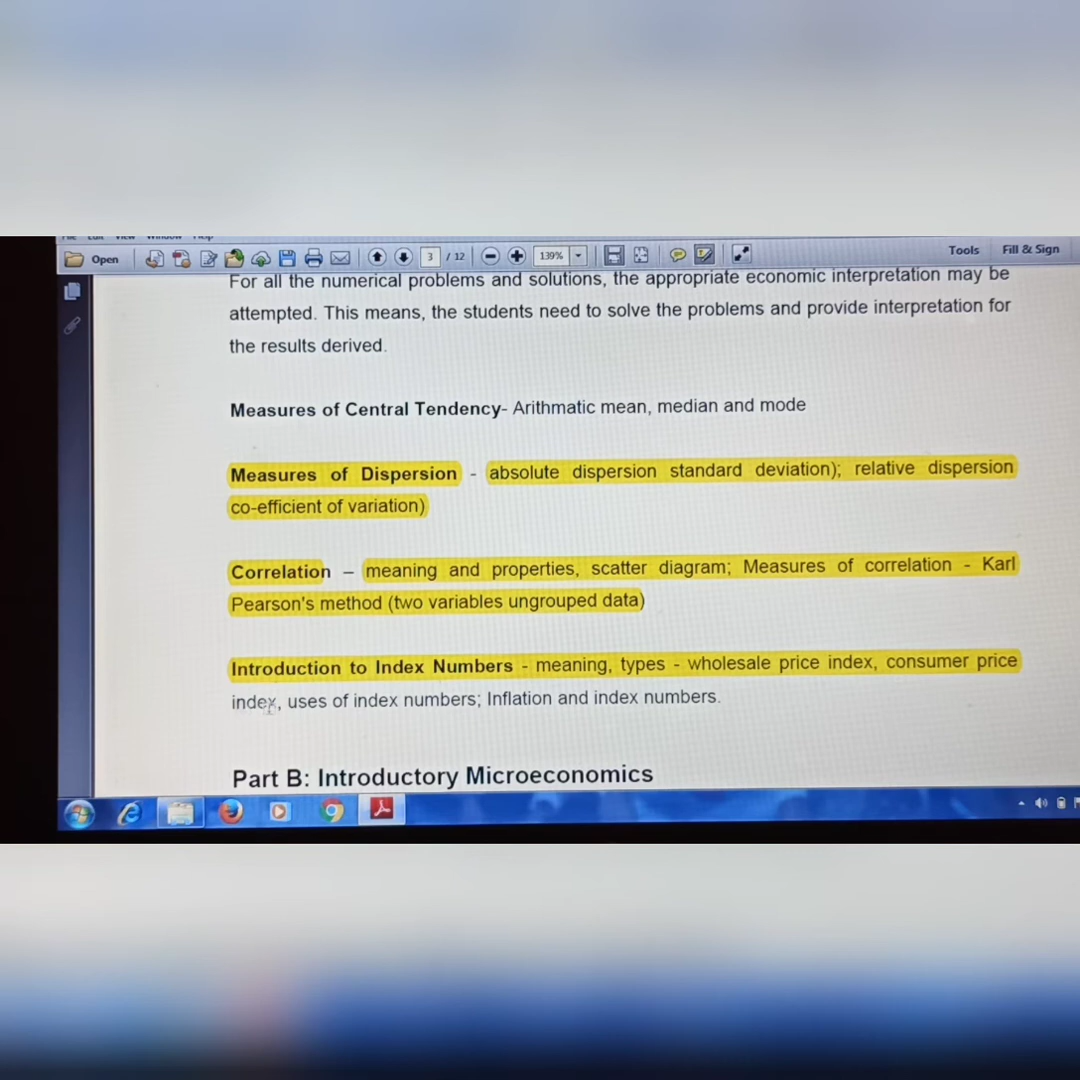 Open
3 / 12
139%
Tools
Fill & Sign
For all the numerical problems and solutions, the appropriate economic interpretation may be
attempted. This means, the students need to solve the problems and provide interpretation for
the results derived.
Measures of Central Tendency- Arithmatic mean, median and mode
Measures of Dispersion - absolute dispersion standard deviation); relative dispersion
co-efficient of variation)
Correlation – meaning and properties, scatter diagram; Measures of correlation - Karl
Pearson's method (two variables ungrouped data)
Introduction to Index Numbers - meaning, types - wholesale price index, consumer price
index, uses of index numbers; Inflation and index numbers.
Part B: Introductory Microeconomics